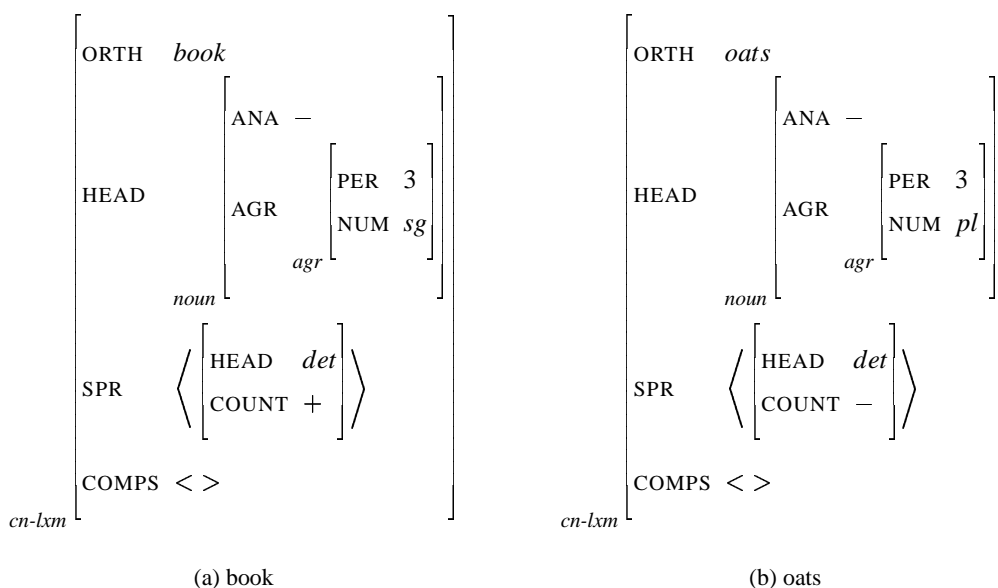 ORTH book
ANA −
HEAD
PER 3
AGR
NUM sg
agr
noun
HEAD det
SPR
COUNT +
COMPS < >
cn-lxm
(a) book
ORTH oats
ANA −
HEAD
PER 3
AGR
NUM pl
agr
noun
HEAD det
SPR
COUNT −
COMPS < >
cn-lxm
(b) oats